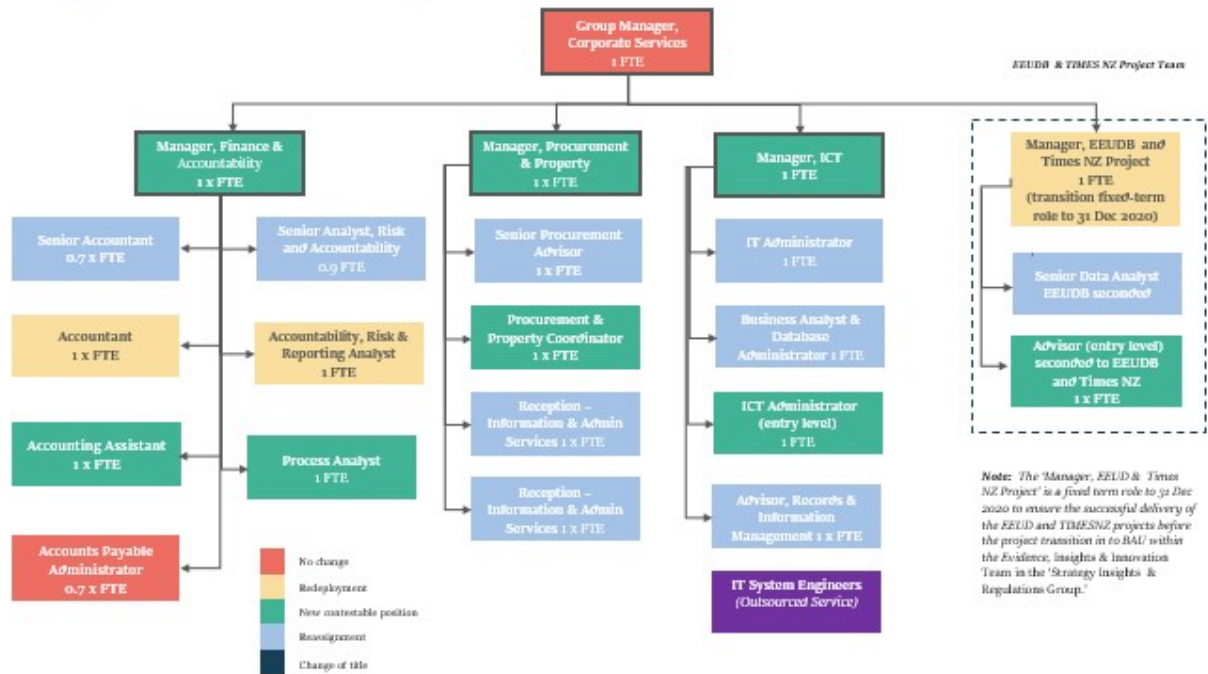 Group Manager,
Corporate Services
1 FTE
EEUDB & TIMES NZ Project Team
Manager, Finance &
Accountability
1 x FTE
Manager, Procurement
& Property
1 x FTE
Manager, ICT
1 FTE
Manager, EEUDB and
Times NZ Project
1 FTE
(transition fixed-term
role to 31 Dec 2020)
Senior Accountant
0.7 x FTE
Senior Analyst, Risk
and Accountability
0.9 FTE
Senior Procurement
Advisor
1 x FTE
IT Administrator
1 FTE
Senior Data Analyst
EEUDB seconded
Accountant
1 x FTE
Accountability, Risk &
Reporting Analyst
1 FTE
Procurement &
Property Coordinator
1 x FTE
Business Analyst &
Database
Administrator 1 FTE
Advisor (entry level)
seconded to EEUDB
and Times NZ
1 x FTE
Accounting Assistant
1 x FTE
Process Analyst
1 FTE
Reception –
Information & Admin
Services 1 x FTE
ICT Administrator
(entry level)
1 FTE
Reception –
Information & Admin
Services 1 x FTE
Advisor, Records &
Information
Management 1 x FTE
Accounts Payable
Administrator
0.7 x FTE
IT System Engineers
(Outsourced Service)
No change
Redeployment
New contestable position
Reassignment
Change of title
Note: The 'Manager, EEUD & Times
NZ Project' is a fixed term role to 31 Dec
2020 to ensure the successful delivery of
the EEUD and TIMESNZ projects before
the project transition in to BAU within
the Evidence, Insights & Innovation
Team in the 'Strategy Insights &
Regulations Group.'